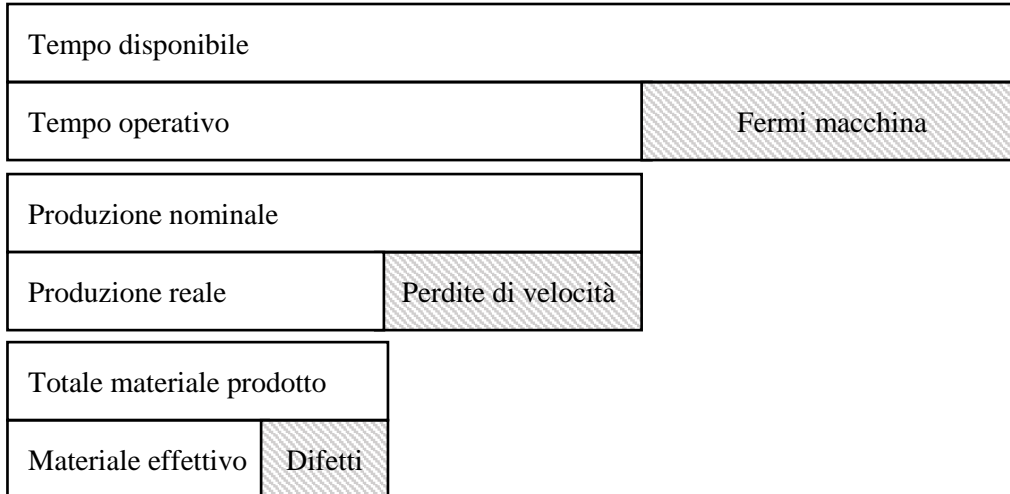 Tempo disponibile
Tempo operativo
Fermi macchina
Produzione nominale
Produzione reale
Perdite di velocità
Totale materiale prodotto
Materiale effettivo
Difetti